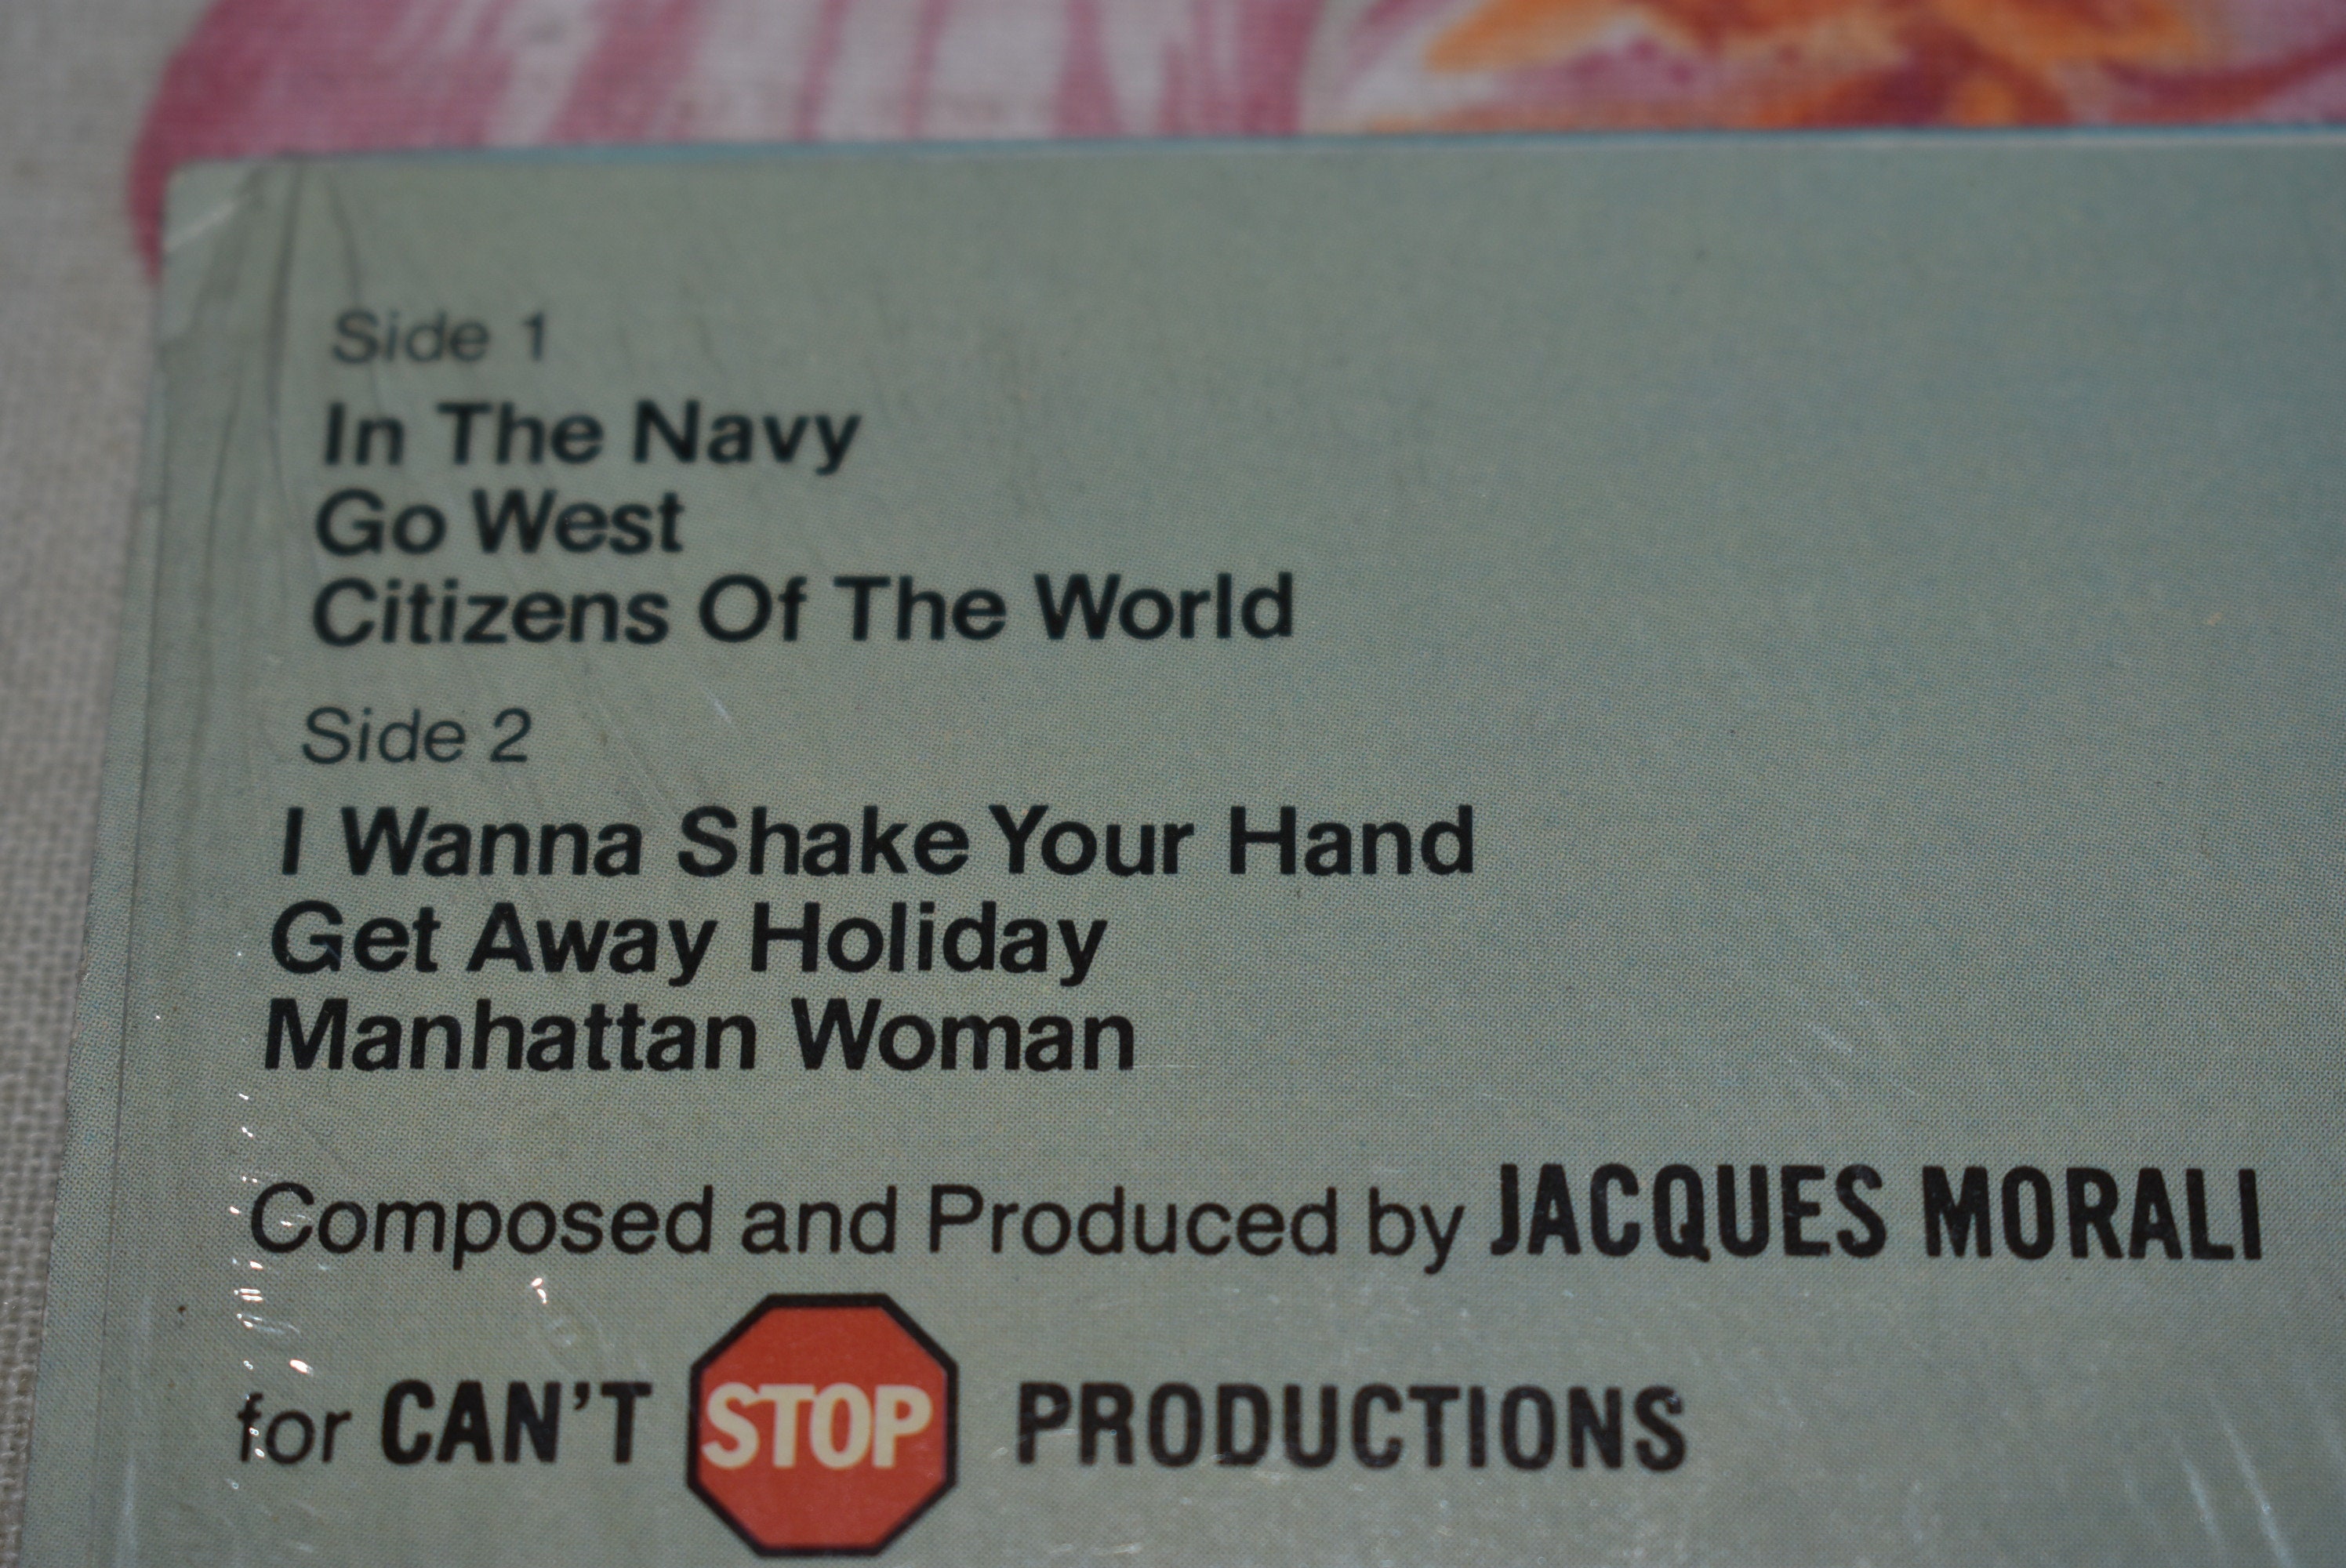 Side 1
In The Navy
Go West
Citizens Of The World
Side 2
I Wanna Shake Your Hand
Get Away Holiday
Manhattan Woman
Composed and Produced by JACQUES MORALI
for CAN'T STOP PRODUCTIONS